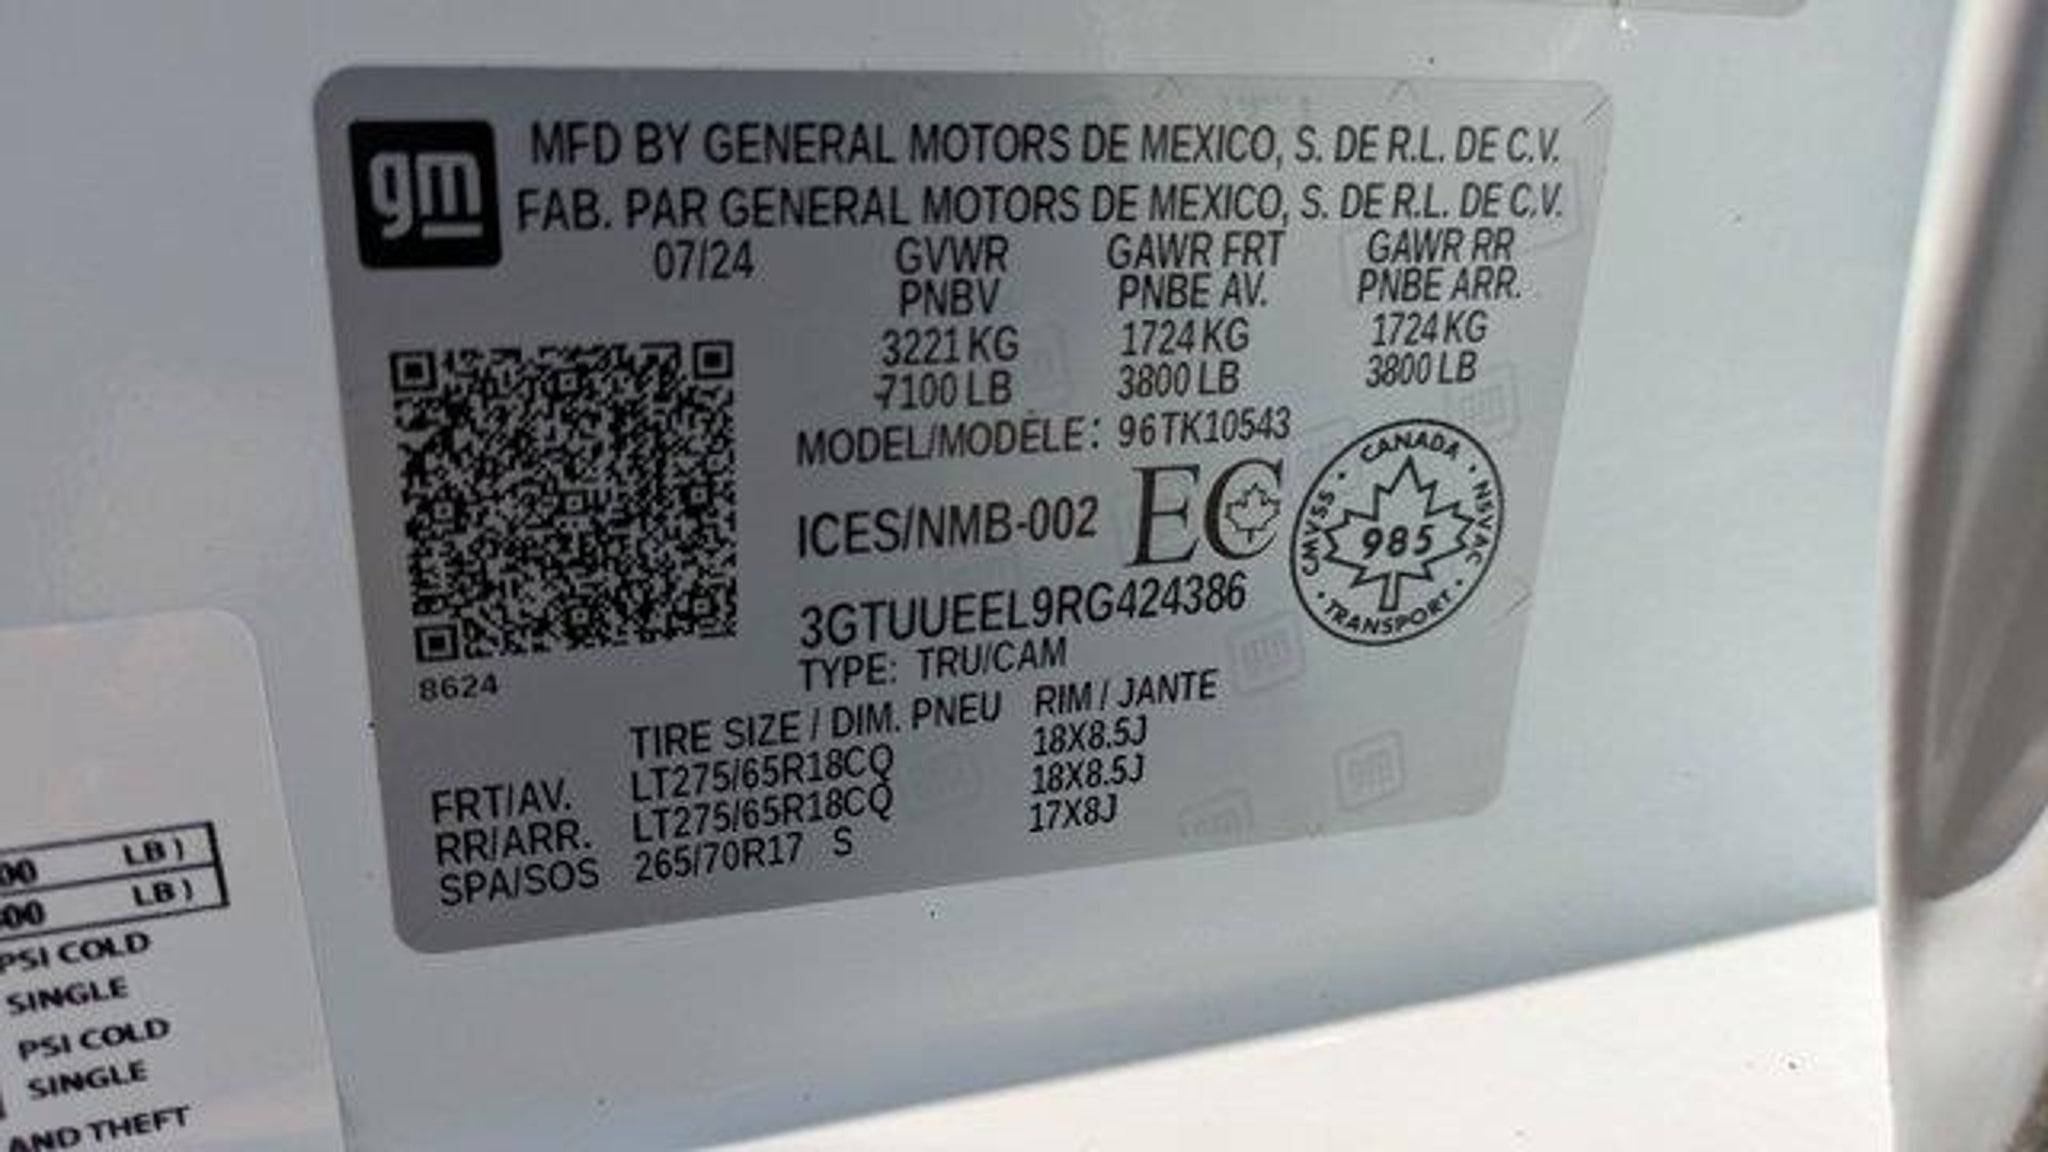 gm
MFD BY GENERAL MOTORS DE MEXICO, S. DE R.L. DE C.V.
FAB. PAR GENERAL MOTORS DE MEXICO, S. DE R.L. DE C.V.
07/24 GVWR GAWR FRT GAWR RR
PNBV PNBE AV. PNBE ARR.
3221 KG 1724 KG 1724 KG
7100 LB 3800 LB 3800 LB
MODEL/MODÈLE: 96TK10543
ICES/NMB-002 EC
CANADA
CMVSS 985 NSVAC
TRANSPORT
3GTUUEEL9RG424386
TYPE: TRU/CAM
8624
TIRE SIZE / DIM. PNEU RIM / JANTE
FRT/AV. LT275/65R18CQ 18X8.5J
RR/ARR. LT275/65R18CQ 18X8.5J
SPA/SOS 265/70R17 S 17X8J
LB)
LB)
PSI COLD
SINGLE
PSI COLD
SINGLE
AND THEFT